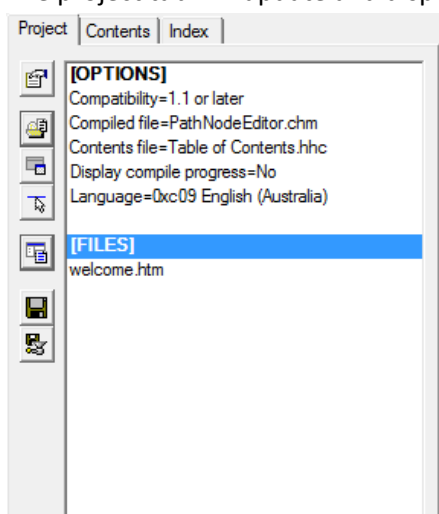 Project Contents Index
[OPTIONS]
Compatibility=1.1 or later
Compiled file=PathNodeEditor.chm
Contents file=Table of Contents.hhc
Display compile progress=No
Language=0xc09 English (Australia)
[FILES]
welcome.htm